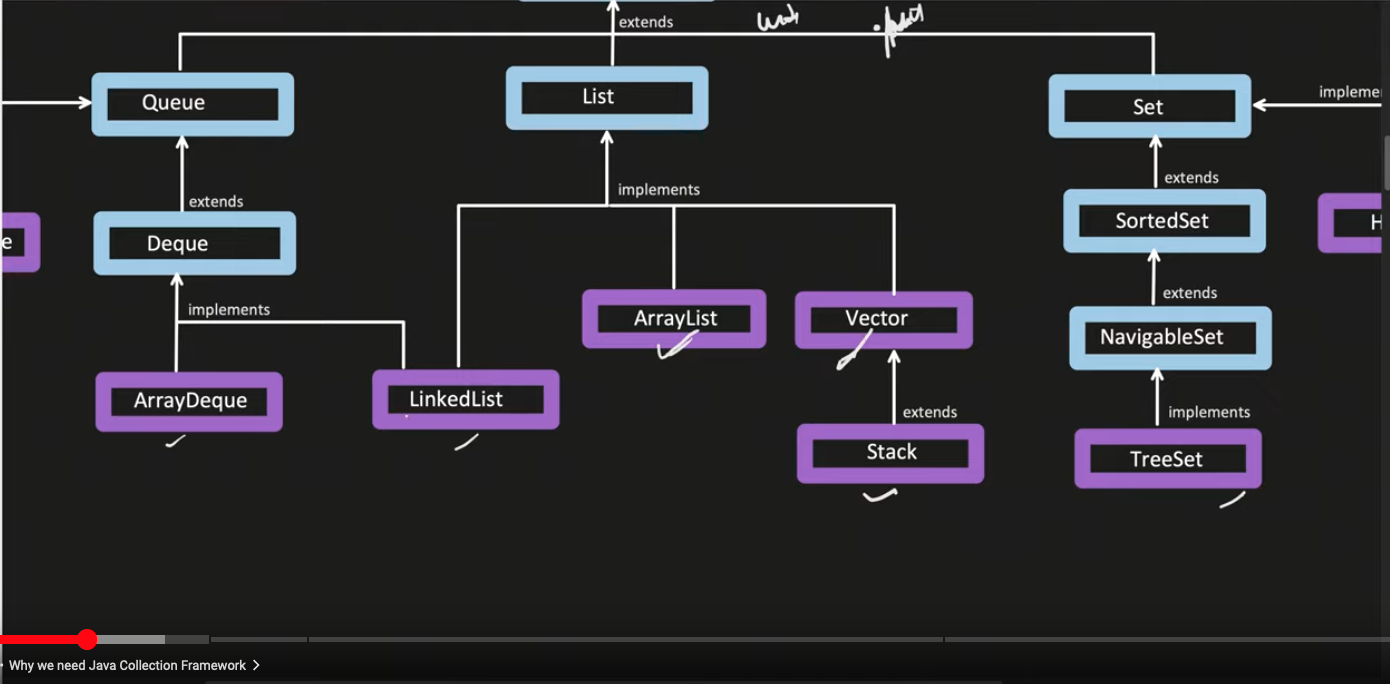 extends
Queue
List
Set
impleme
extends
implements
extends
SortedSet
H
e
Deque
implements
extends
ArrayList
Vector
NavigableSet
ArrayDeque
LinkedList
extends
implements
Stack
TreeSet
Why we need Java Collection Framework